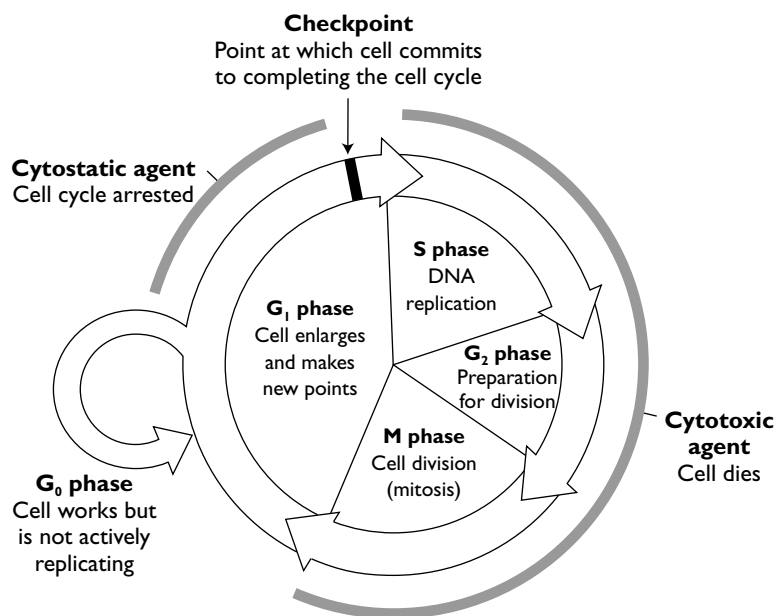 Checkpoint
Point at which cell commits
to completing the cell cycle
Cytostatic agent
Cell cycle arrested
S phase
DNA
replication
G₁ phase
Cell enlarges
and makes
new points
G₂ phase
Preparation
for division
M phase
Cell division
(mitosis)
Cytotoxic
agent
Cell dies
G₀ phase
Cell works but
is not actively
replicating